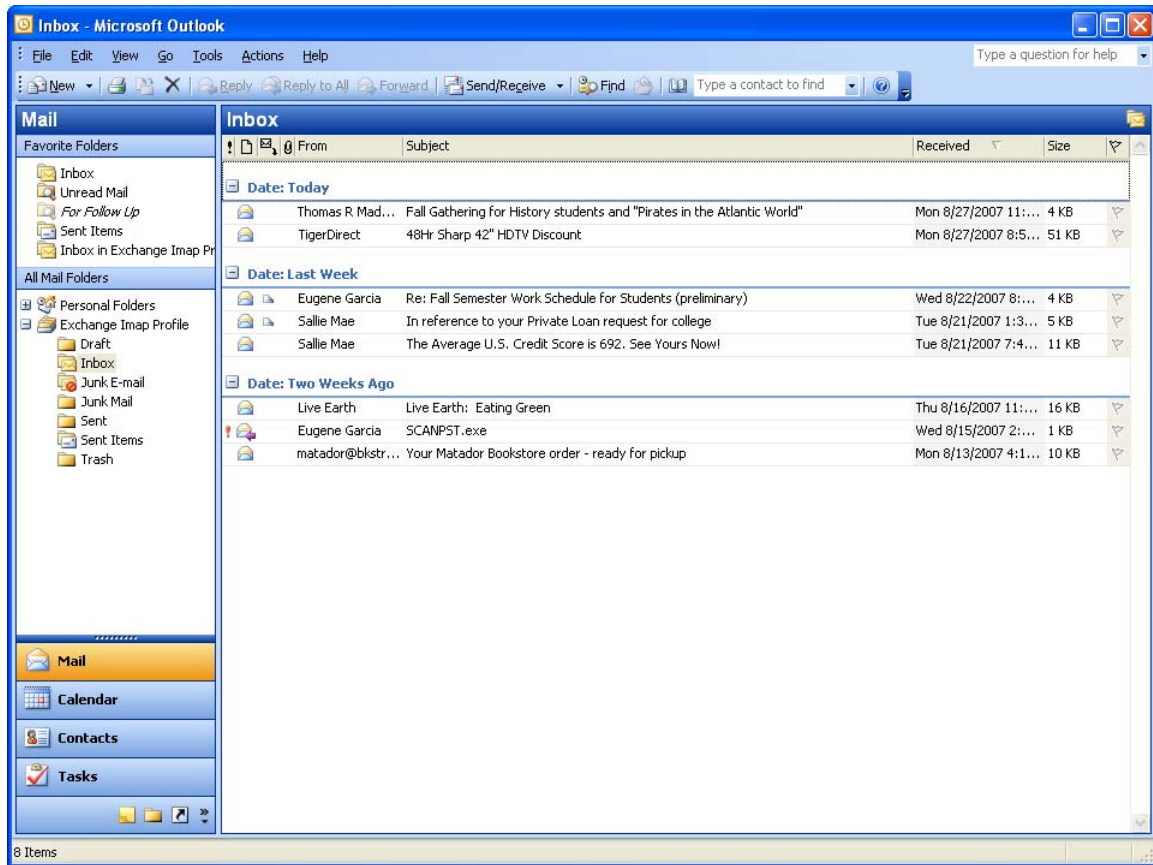 Inbox - Microsoft Outlook
File Edit View Go Tools Actions Help Type a question for help
New Reply Reply to All Forward Send/Receive Find Type a contact to find
Mail
Favorite Folders
Inbox
Unread Mail
For Follow Up
Sent Items
Inbox in Exchange Imap Pr
All Mail Folders
Personal Folders
Exchange Imap Profile
Draft
Inbox
Junk E-mail
Junk Mail
Sent
Sent Items
Trash
Mail
Calendar
Contacts
Tasks
Inbox
From Subject Received Size
Date: Today
Thomas R Mad... Fall Gathering for History students and "Pirates in the Atlantic World" Mon 8/27/2007 11:... 4 KB
TigerDirect 48Hr Sharp 42" HDTV Discount Mon 8/27/2007 8:5... 51 KB
Date: Last Week
Eugene Garcia Re: Fall Semester Work Schedule for Students (preliminary) Wed 8/22/2007 8:... 4 KB
Sallie Mae In reference to your Private Loan request for college Tue 8/21/2007 1:3... 5 KB
Sallie Mae The Average U.S. Credit Score is 692. See Yours Now! Tue 8/21/2007 7:4... 11 KB
Date: Two Weeks Ago
Live Earth Live Earth: Eating Green Thu 8/16/2007 11:... 16 KB
Eugene Garcia SCANPST.exe Wed 8/15/2007 2:... 1 KB
matador@bkstr... Your Matador Bookstore order - ready for pickup Mon 8/13/2007 4:1... 10 KB
8 Items